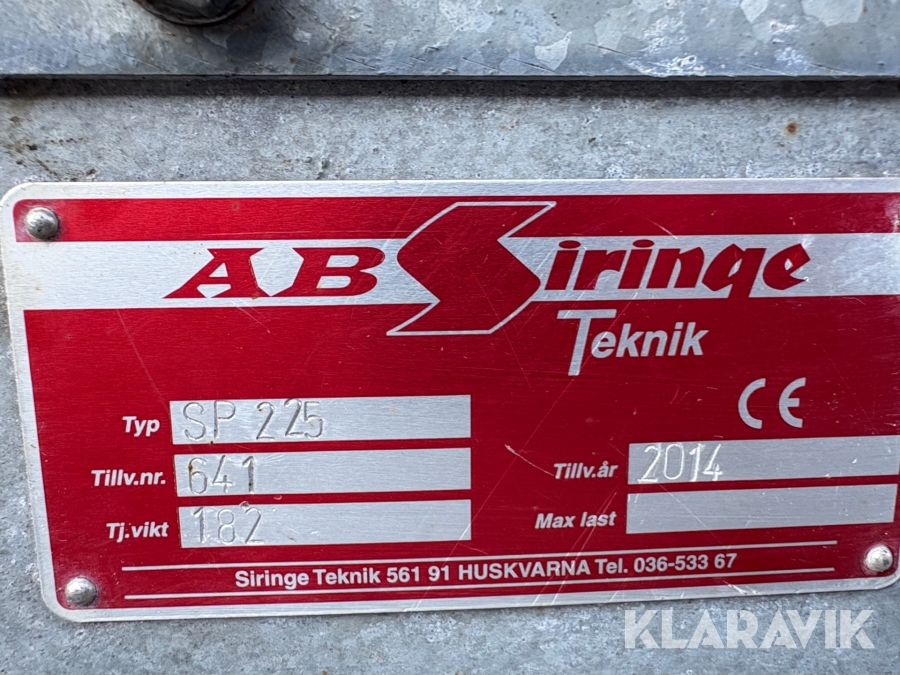 AB Siringe
Teknik
Typ SP 225
Tillv.nr. 641
Tillv.år 2014
Tj.vikt 182
Max last
CE
Siringe Teknik 561 91 HUSKVARNA Tel. 036-533 67
KLARAVIK